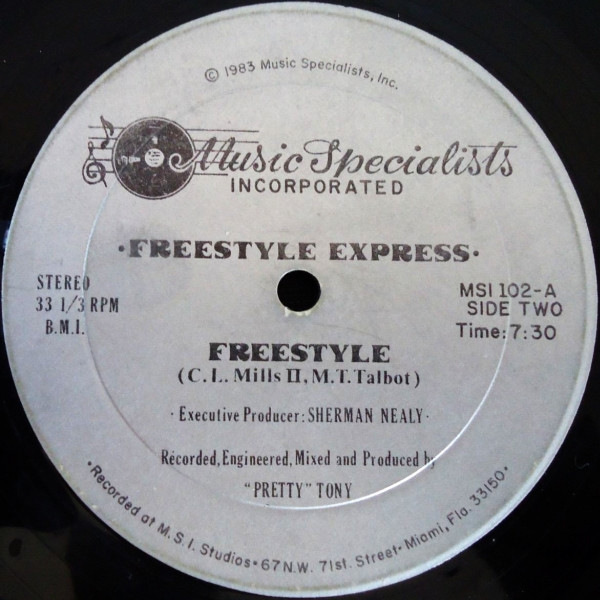 © 1983 Music Specialists, Inc.
Music Specialists
INCORPORATED
·FREESTYLE EXPRESS·
STEREO
33 1/3 RPM
B.M.I.
MSI 102-A
SIDE TWO
Time: 7:30
FREESTYLE
(C.L. Mills II, M.T. Talbot)
· Executive Producer: SHERMAN NEALY ·
Recorded, Engineered, Mixed and Produced by
"PRETTY" TONY
·Recorded at M.S.I. Studios · 67 N.W. 71st. Street · Miami, Fla. 33150·